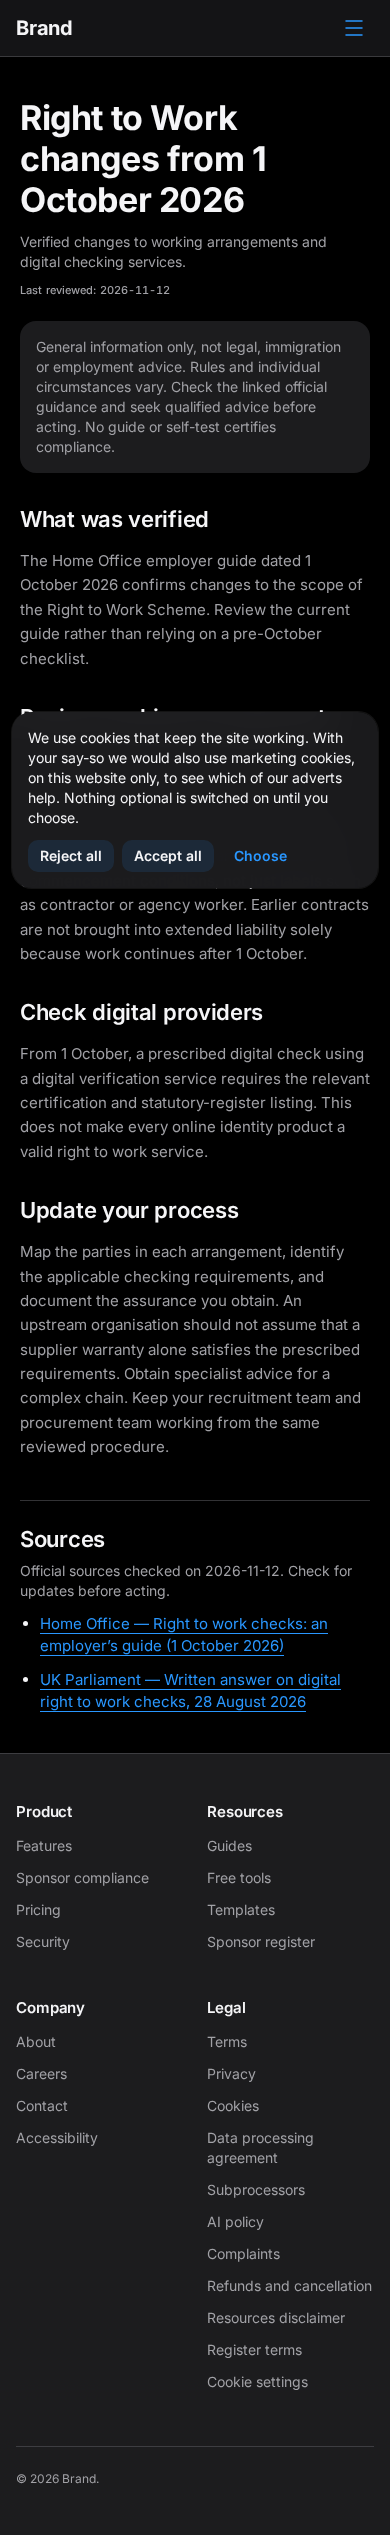 Brand
Right to Work
changes from 1
October 2026
Verified changes to working arrangements and
digital checking services.
Last reviewed: 2026-11-12
General information only, not legal, immigration
or employment advice. Rules and individual
circumstances vary. Check the linked official
guidance and seek qualified advice before
acting. No guide or self-test certifies
compliance.
What was verified
The Home Office employer guide dated 1
October 2026 confirms changes to the scope of
the Right to Work Scheme. Review the current
guide rather than relying on a pre-October
checklist.
We use cookies that keep the site working. With
your say-so we would also use marketing cookies,
on this website only, to see which of our adverts
help. Nothing optional is switched on until you
choose.
Reject all
Accept all
Choose
as contractor or agency worker. Earlier contracts
are not brought into extended liability solely
because work continues after 1 October.
Check digital providers
From 1 October, a prescribed digital check using
a digital verification service requires the relevant
certification and statutory-register listing. This
does not make every online identity product a
valid right to work service.
Update your process
Map the parties in each arrangement, identify
the applicable checking requirements, and
document the assurance you obtain. An
upstream organisation should not assume that a
supplier warranty alone satisfies the prescribed
requirements. Obtain specialist advice for a
complex chain. Keep your recruitment team and
procurement team working from the same
reviewed procedure.
Sources
Official sources checked on 2026-11-12. Check for
updates before acting.
Home Office — Right to work checks: an
employer’s guide (1 October 2026)
UK Parliament — Written answer on digital
right to work checks, 28 August 2026
Product
Features
Sponsor compliance
Pricing
Security
Resources
Guides
Free tools
Templates
Sponsor register
Company
About
Careers
Contact
Accessibility
Legal
Terms
Privacy
Cookies
Data processing
agreement
Subprocessors
AI policy
Complaints
Refunds and cancellation
Resources disclaimer
Register terms
Cookie settings
© 2026 Brand.